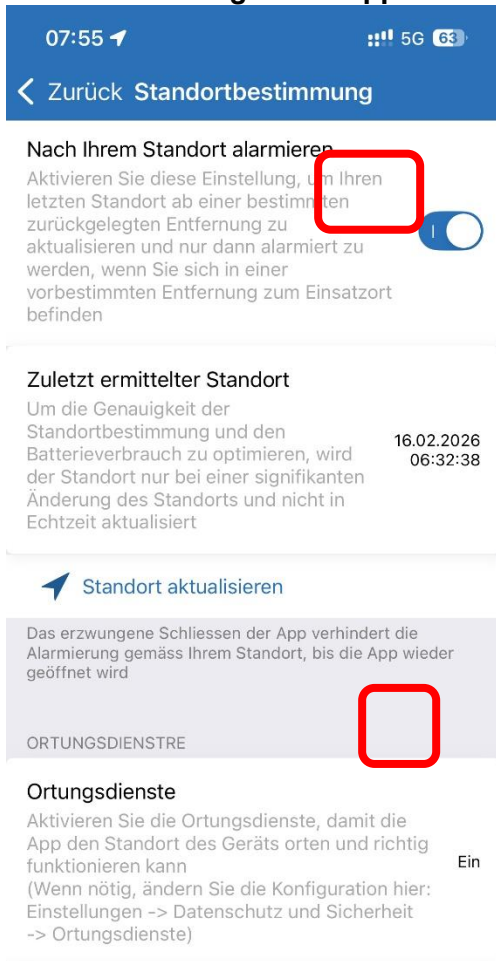 07:55 5G 63
Zurück Standortbestimmung
Nach Ihrem Standort alarmieren
Aktivieren Sie diese Einstellung, um Ihren
letzten Standort ab einer bestimmten
zurückgelegten Entfernung zu
aktualisieren und nur dann alarmiert zu
werden, wenn Sie sich in einer
vorbestimmten Entfernung zum Einsatzort
befinden
Zuletzt ermittelter Standort
Um die Genauigkeit der
Standortbestimmung und den
Batterieverbrauch zu optimieren, wird
der Standort nur bei einer signifikanten
Änderung des Standorts und nicht in
Echtzeit aktualisiert
16.02.2026
06:32:38
Standort aktualisieren
Das erzwungene Schliessen der App verhindert die
Alarmierung gemäss Ihrem Standort, bis die App wieder
geöffnet wird
ORTUNGSDIENSTRE
Ortungsdienste
Aktivieren Sie die Ortungsdienste, damit die
App den Standort des Geräts orten und richtig
funktionieren kann
(Wenn nötig, ändern Sie die Konfiguration hier:
Einstellungen -> Datenschutz und Sicherheit
-> Ortungsdienste)
Ein